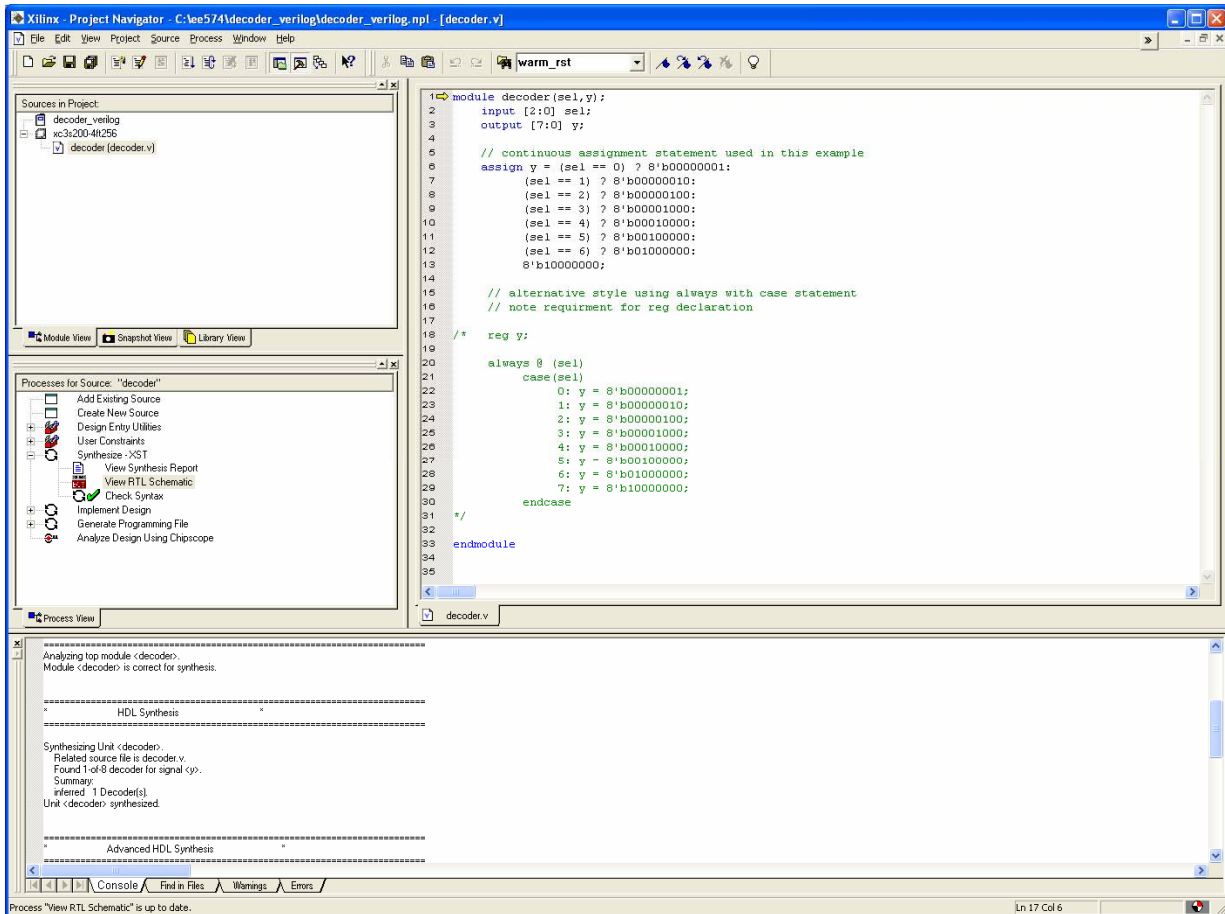 Xilinx - Project Navigator - C:\ee574\decoder_verilog\decoder_verilog.npl - [decoder.v]
File Edit View Project Source Process Window Help
warm_rst
Sources in Project:
decoder_verilog
xc3s200-4ft256
decoder (decoder.v)
Module View Snapshot View Library View
Processes for Source: "decoder"
Add Existing Source
Create New Source
Design Entry Utilities
User Constraints
Synthesize - XST
View Synthesis Report
View RTL Schematic
Check Syntax
Implement Design
Generate Programming File
Analyze Design Using Chipscope
Process View
1 module decoder(sel,y);
2 input [2:0] sel;
3 output [7:0] y;
4
5 // continuous assignment statement used in this example
6 assign y = (sel == 0) ? 8'b00000001:
7 (sel == 1) ? 8'b00000010:
8 (sel == 2) ? 8'b00000100:
9 (sel == 3) ? 8'b00001000:
10 (sel == 4) ? 8'b00010000:
11 (sel == 5) ? 8'b00100000:
12 (sel == 6) ? 8'b01000000:
13 8'b10000000;
14
15 // alternative style using always with case statement
16 // note requirment for reg declaration
17
18 /* reg y;
19
20 always @ (sel)
21 case(sel)
22 0: y = 8'b00000001;
23 1: y = 8'b00000010;
24 2: y = 8'b00000100;
25 3: y = 8'b00001000;
26 4: y = 8'b00010000;
27 5: y = 8'b00100000;
28 6: y = 8'b01000000;
29 7: y = 8'b10000000;
30 endcase
31 */
32
33 endmodule
34
35
decoder.v
Analyzing top module <decoder>.
Module <decoder> is correct for synthesis.
* HDL Synthesis *
Synthesizing Unit <decoder>.
Related source file is decoder.v.
Found 1-of-8 decoder for signal <y>.
Summary:
inferred 1 Decoder(s).
Unit <decoder> synthesized.
* Advanced HDL Synthesis *
Console Find in Files Warnings Errors
Process "View RTL Schematic" is up to date.
Ln 17 Col 6